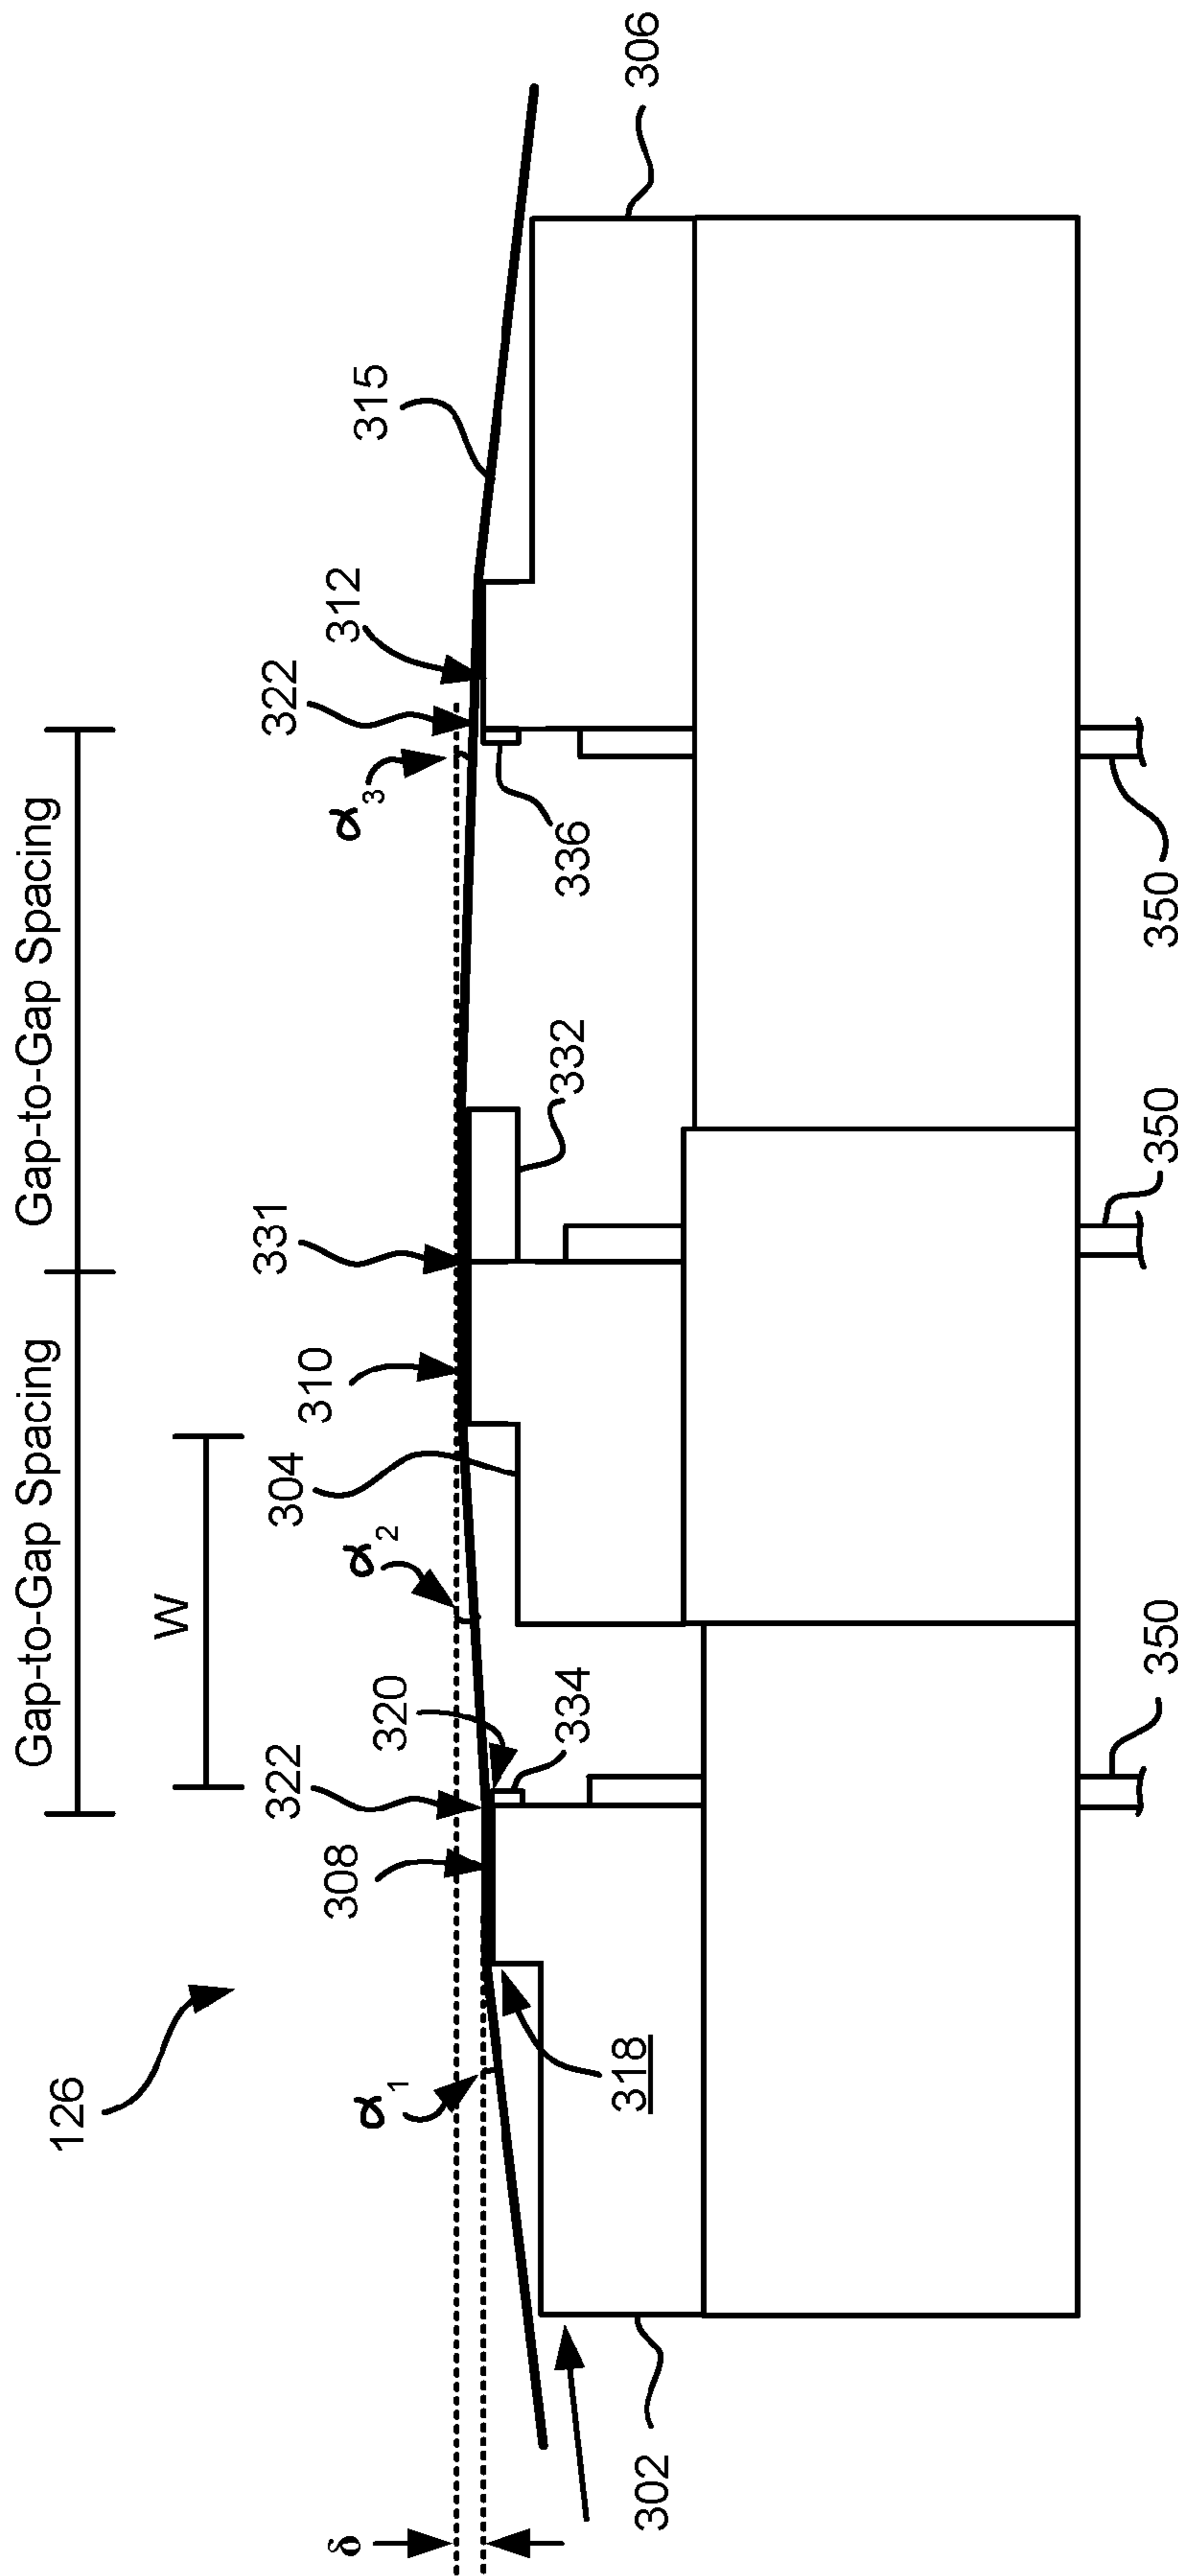 Gap-to-Gap Spacing
Gap-to-Gap Spacing
W
126
δ
α1
308
322
320
334
α2
304
310
331
332
α3
322
312
336
315
306
318
302
350
350
350